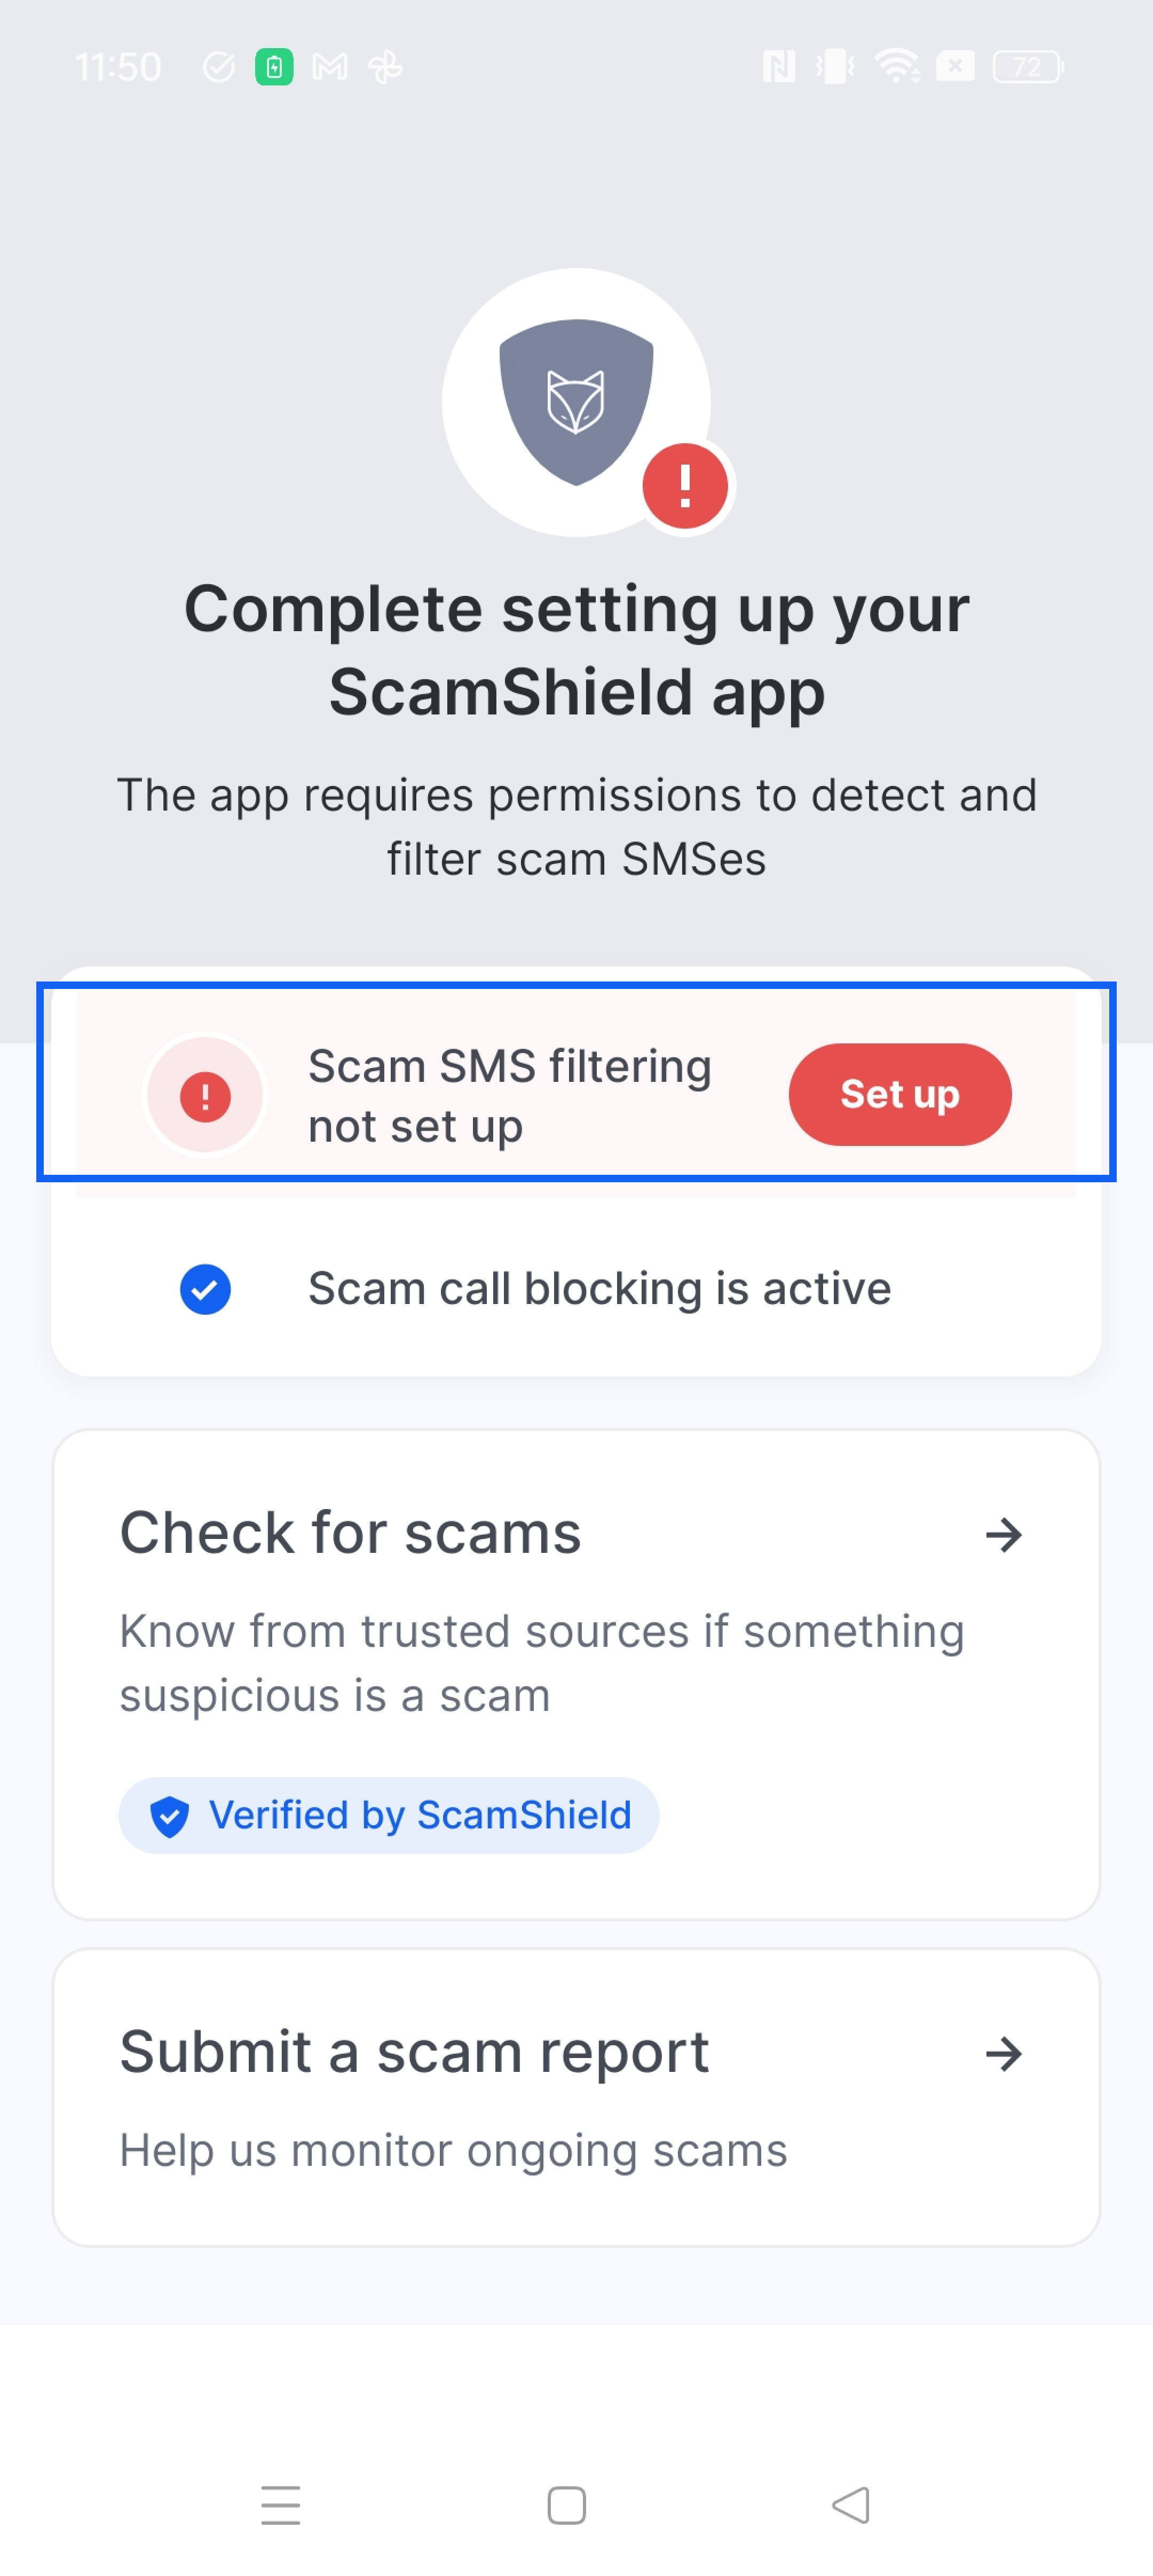 11:50
72
Complete setting up your
ScamShield app
The app requires permissions to detect and
filter scam SMSes
Scam SMS filtering
not set up
Set up
Scam call blocking is active
Check for scams
Know from trusted sources if something
suspicious is a scam
Verified by ScamShield
Submit a scam report
Help us monitor ongoing scams